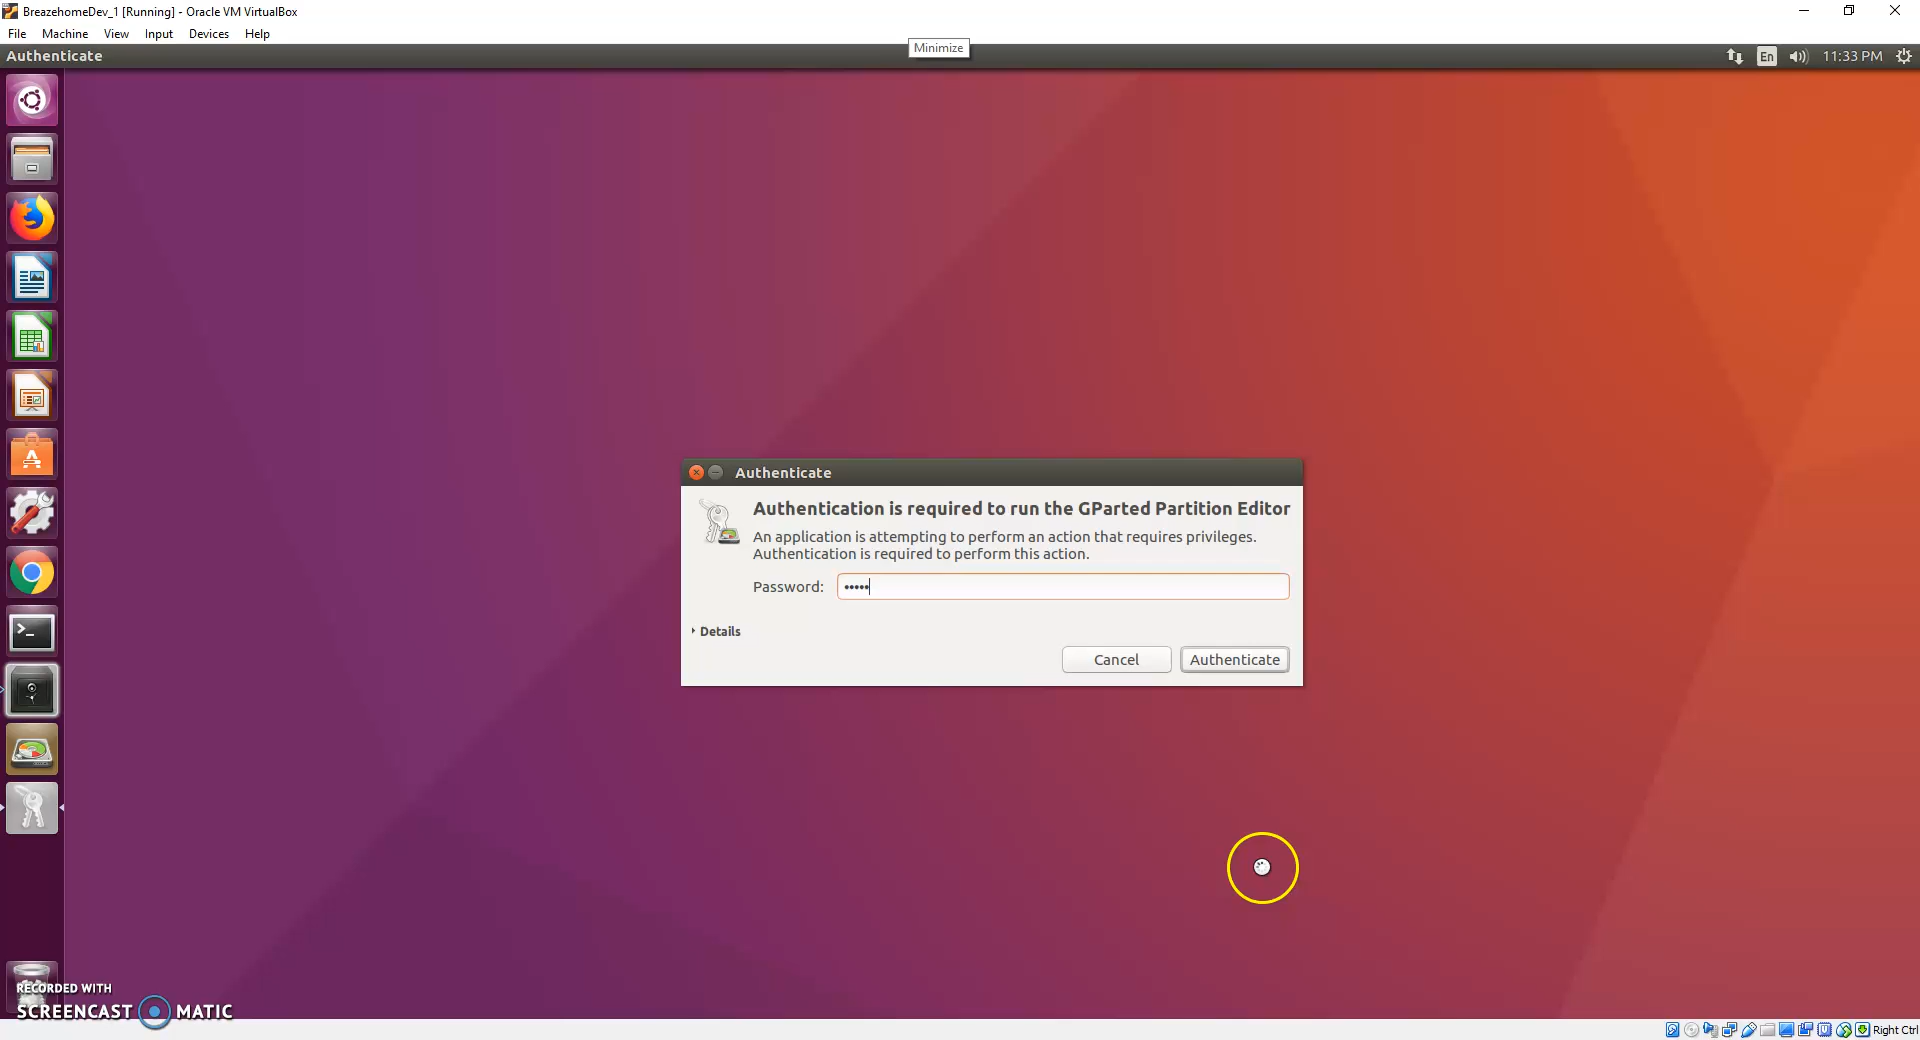 BreazehomeDev_1 [Running] - Oracle VM VirtualBox
File Machine View Input Devices Help
Authenticate
Minimize
En
11:33 PM
Authenticate
Authentication is required to run the GParted Partition Editor
An application is attempting to perform an action that requires privileges.
Authentication is required to perform this action.
Password: •••••
Details
Cancel
Authenticate
RECORDED WITH
SCREENCAST MATIC
Right Ctrl